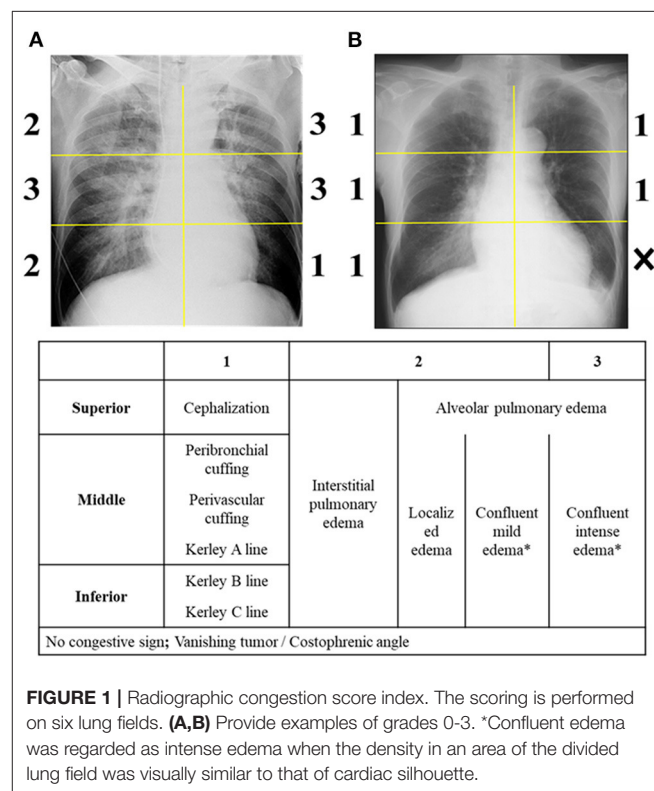 A
B
2
3
1
1
3
3
1
1
2
1
1
×
1
2
3
Superior
Cephalization
Alveolar pulmonary edema
Middle
Peribronchial
cuffing
Perivascular
cuffing
Kerley A line
Interstitial
pulmonary
edema
Localiz
ed
edema
Confluent
mild
edema*
Confluent
intense
edema*
Inferior
Kerley B line
Kerley C line
No congestive sign; Vanishing tumor / Costophrenic angle
FIGURE 1 | Radiographic congestion score index. The scoring is performed
on six lung fields. (A,B) Provide examples of grades 0-3. *Confluent edema
was regarded as intense edema when the density in an area of the divided
lung field was visually similar to that of cardiac silhouette.